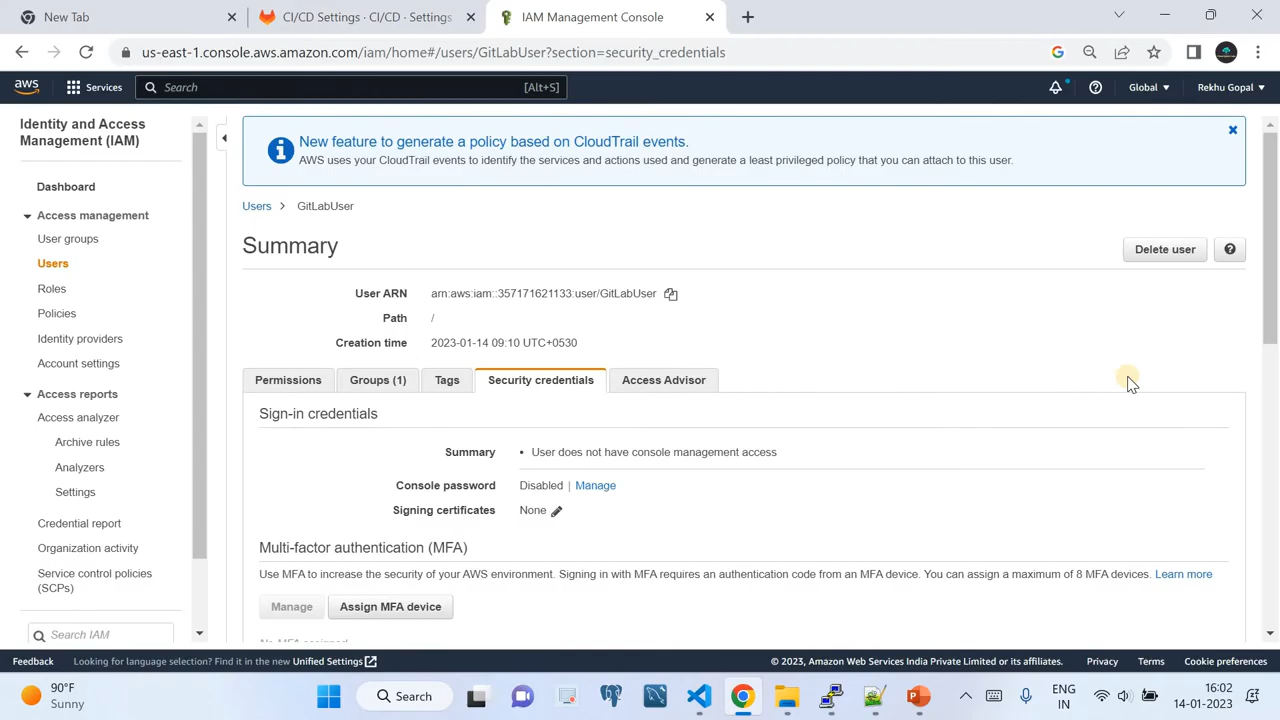 New Tab
CI/CD Settings · CI/CD · Settings
IAM Management Console
us-east-1.console.aws.amazon.com/iam/home#/users/GitLabUser?section=security_credentials
aws
Services
Search
[Alt+S]
Global
Rekhu Gopal
Identity and Access
Management (IAM)
Dashboard
Access management
User groups
Users
Roles
Policies
Identity providers
Account settings
Access reports
Access analyzer
Archive rules
Analyzers
Settings
Credential report
Organization activity
Service control policies
(SCPs)
Search IAM
New feature to generate a policy based on CloudTrail events.
AWS uses your CloudTrail events to identify the services and actions used and generate a least privileged policy that you can attach to this user.
Users > GitLabUser
Summary
Delete user
User ARN arn:aws:iam::357171621133:user/GitLabUser
Path /
Creation time 2023-01-14 09:10 UTC+0530
Permissions
Groups (1)
Tags
Security credentials
Access Advisor
Sign-in credentials
Summary • User does not have console management access
Console password Disabled | Manage
Signing certificates None
Multi-factor authentication (MFA)
Use MFA to increase the security of your AWS environment. Signing in with MFA requires an authentication code from an MFA device. You can assign a maximum of 8 MFA devices. Learn more
Manage
Assign MFA device
No MFA assigned
Feedback
Looking for language selection? Find it in the new Unified Settings
© 2023, Amazon Web Services India Private Limited or its affiliates.
Privacy
Terms
Cookie preferences
90°F
Sunny
Search
ENG
IN
16:02
14-01-2023